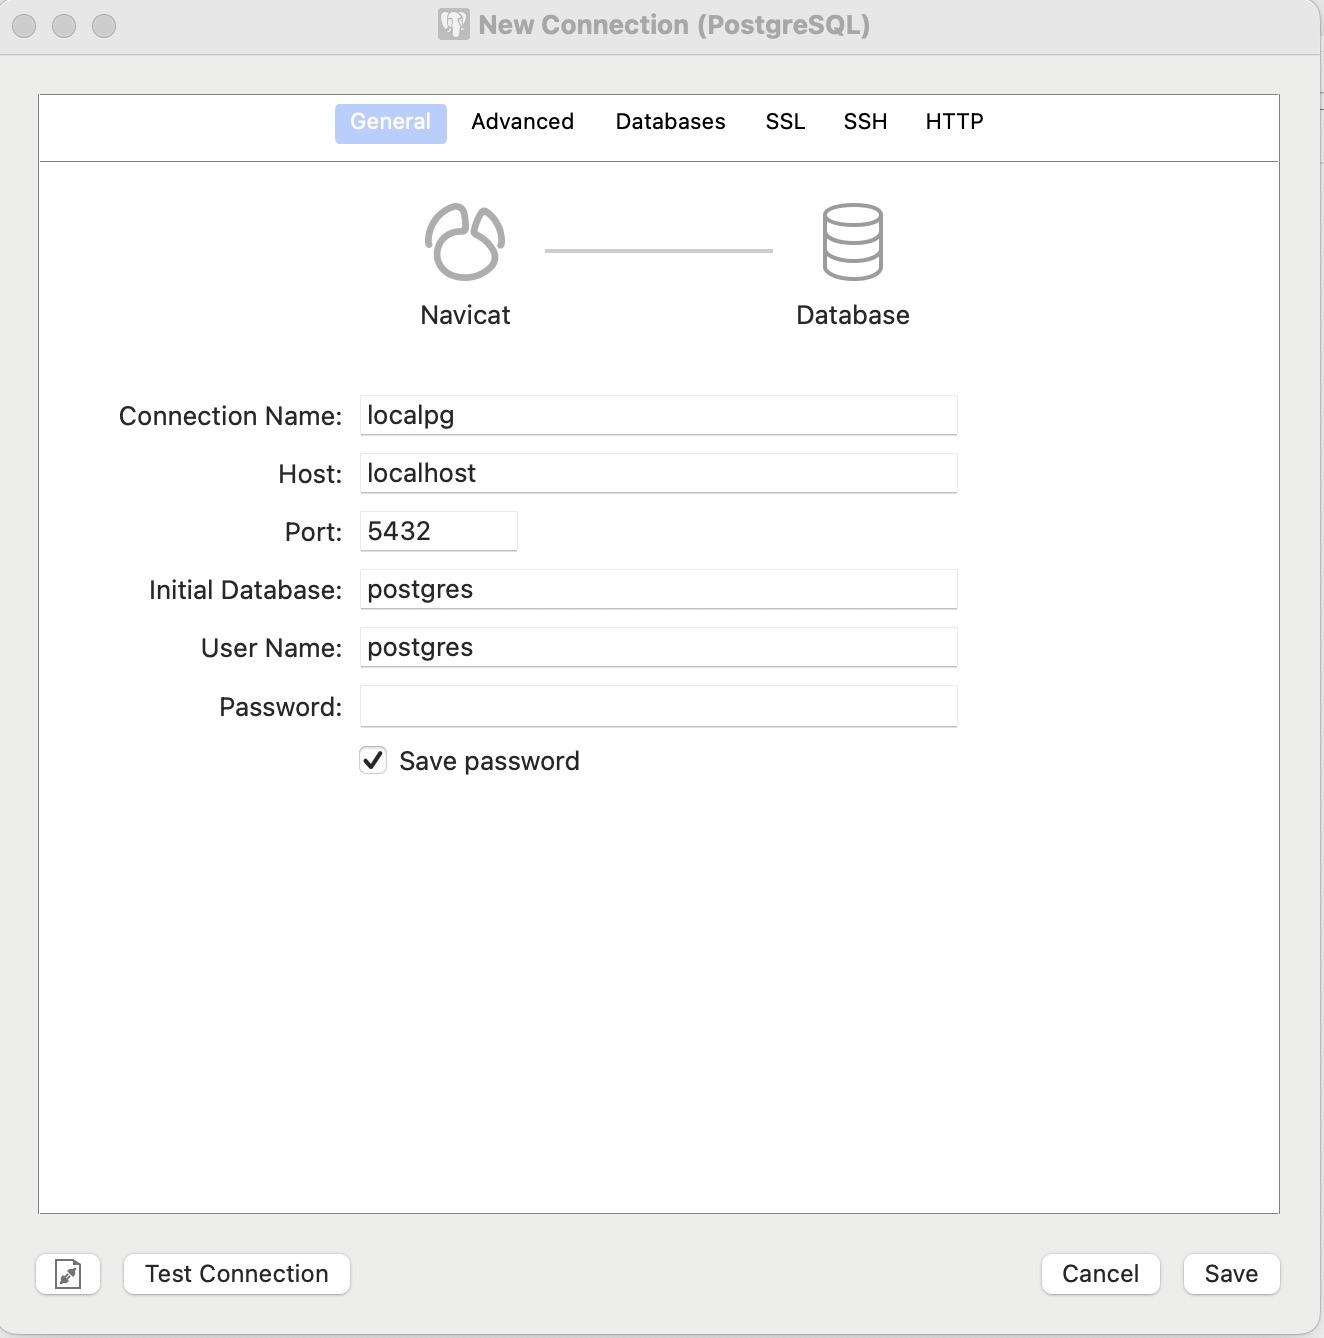 New Connection (PostgreSQL)
General Advanced Databases SSL SSH HTTP
Navicat Database
Connection Name: localpg
Host: localhost
Port: 5432
Initial Database: postgres
User Name: postgres
Password:
Save password
Test Connection Cancel Save